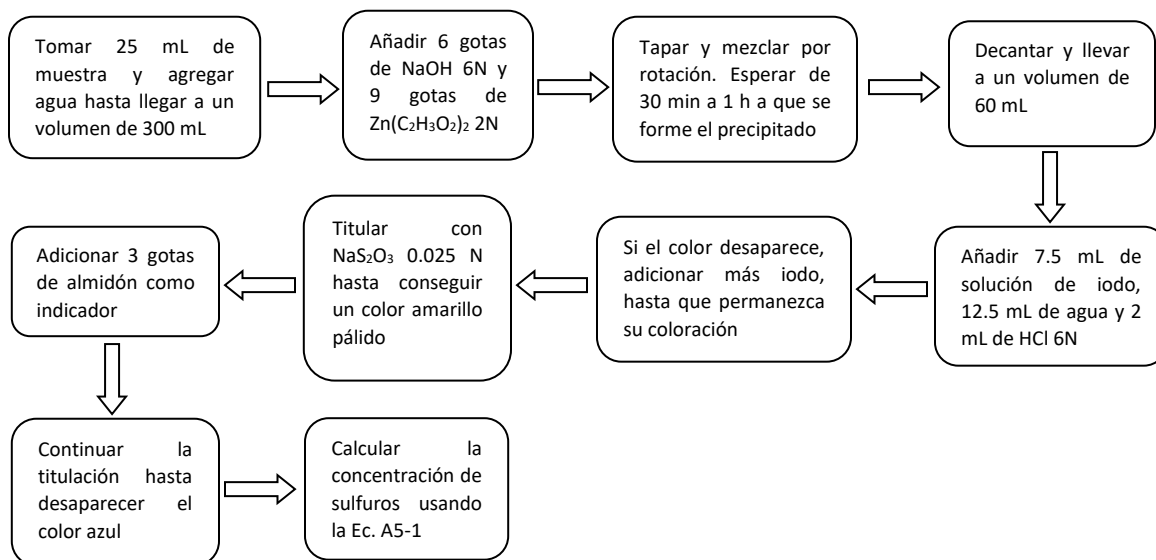 Tomar 25 mL de
muestra y agregar
agua hasta llegar a un
volumen de 300 mL
Añadir 6 gotas
de NaOH 6N y
9 gotas de
Zn(C₂H₃O₂)₂ 2N
Tapar y mezclar por
rotación. Esperar de
30 min a 1 h a que se
forme el precipitado
Decantar y llevar
a un volumen de
60 mL
Añadir 7.5 mL de
solución de iodo,
12.5 mL de agua y 2
mL de HCl 6N
Si el color desaparece,
adicionar más iodo,
hasta que permanezca
su coloración
Titular con
NaS₂O₃ 0.025 N
hasta conseguir
un color amarillo
pálido
Adicionar 3 gotas
de almidón como
indicador
Continuar la
titulación hasta
desaparecer el
color azul
Calcular la
concentración de
sulfuros usando
la Ec. A5-1